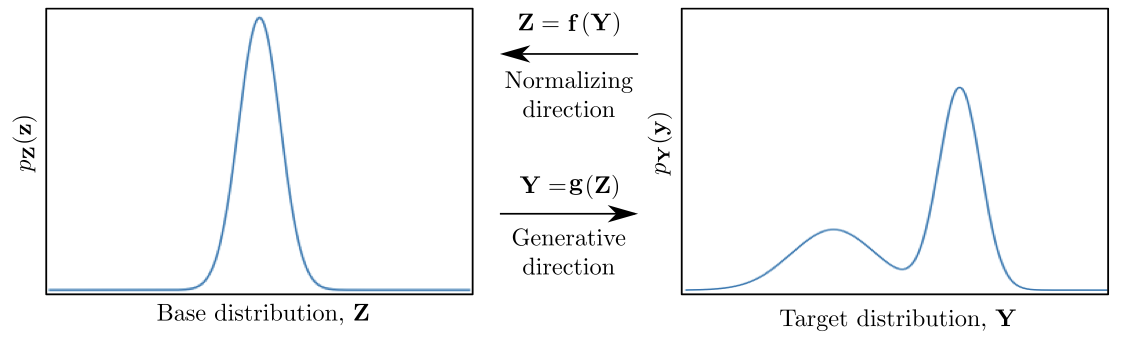 p_Z(z)
Base distribution, Z
Z = f (Y)
Normalizing
direction
Y =g(Z)
Generative
direction
p_Y(y)
Target distribution, Y